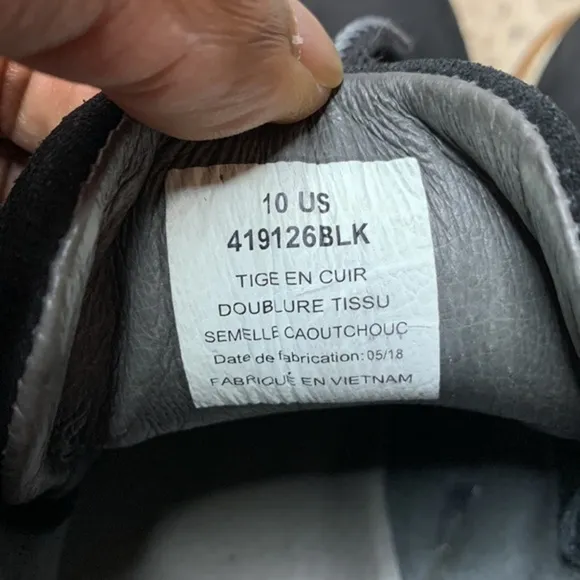 10 US
419126BLK
TIGE EN CUIR
DOUBLURE TISSU
SEMELLE CAOUTCHOUC
Date de fabrication: 05/18
FABRIQUÉ EN VIETNAM